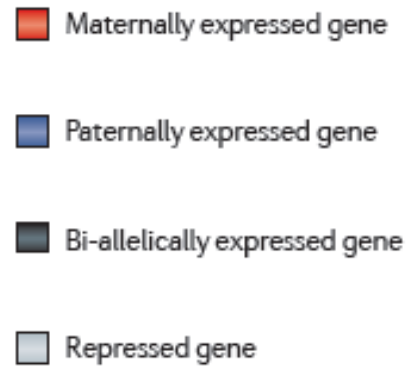 Maternally expressed gene
Paternally expressed gene
Bi-allelically expressed gene
Repressed gene